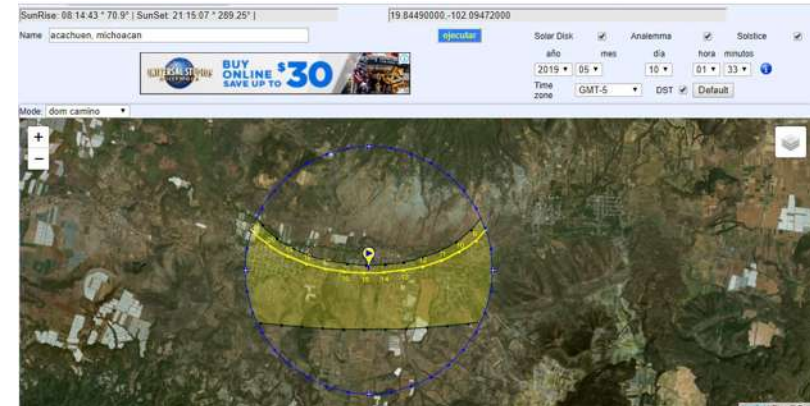 SunRise: 08:14:43 * 70.9° | SunSet: 21:15:07 * 289.25° |
19.84490000,-102.09472000
Name acachuen, michoacan ejecutar
Solar Disk Analemma Solstice
año mes día hora minutos
2019 05 10 01 33
Time zone GMT-5 DST Default
UNIVERSAL STUDIOS
BUY ONLINE SAVE UP TO $30
Mode: dom camino
+
−